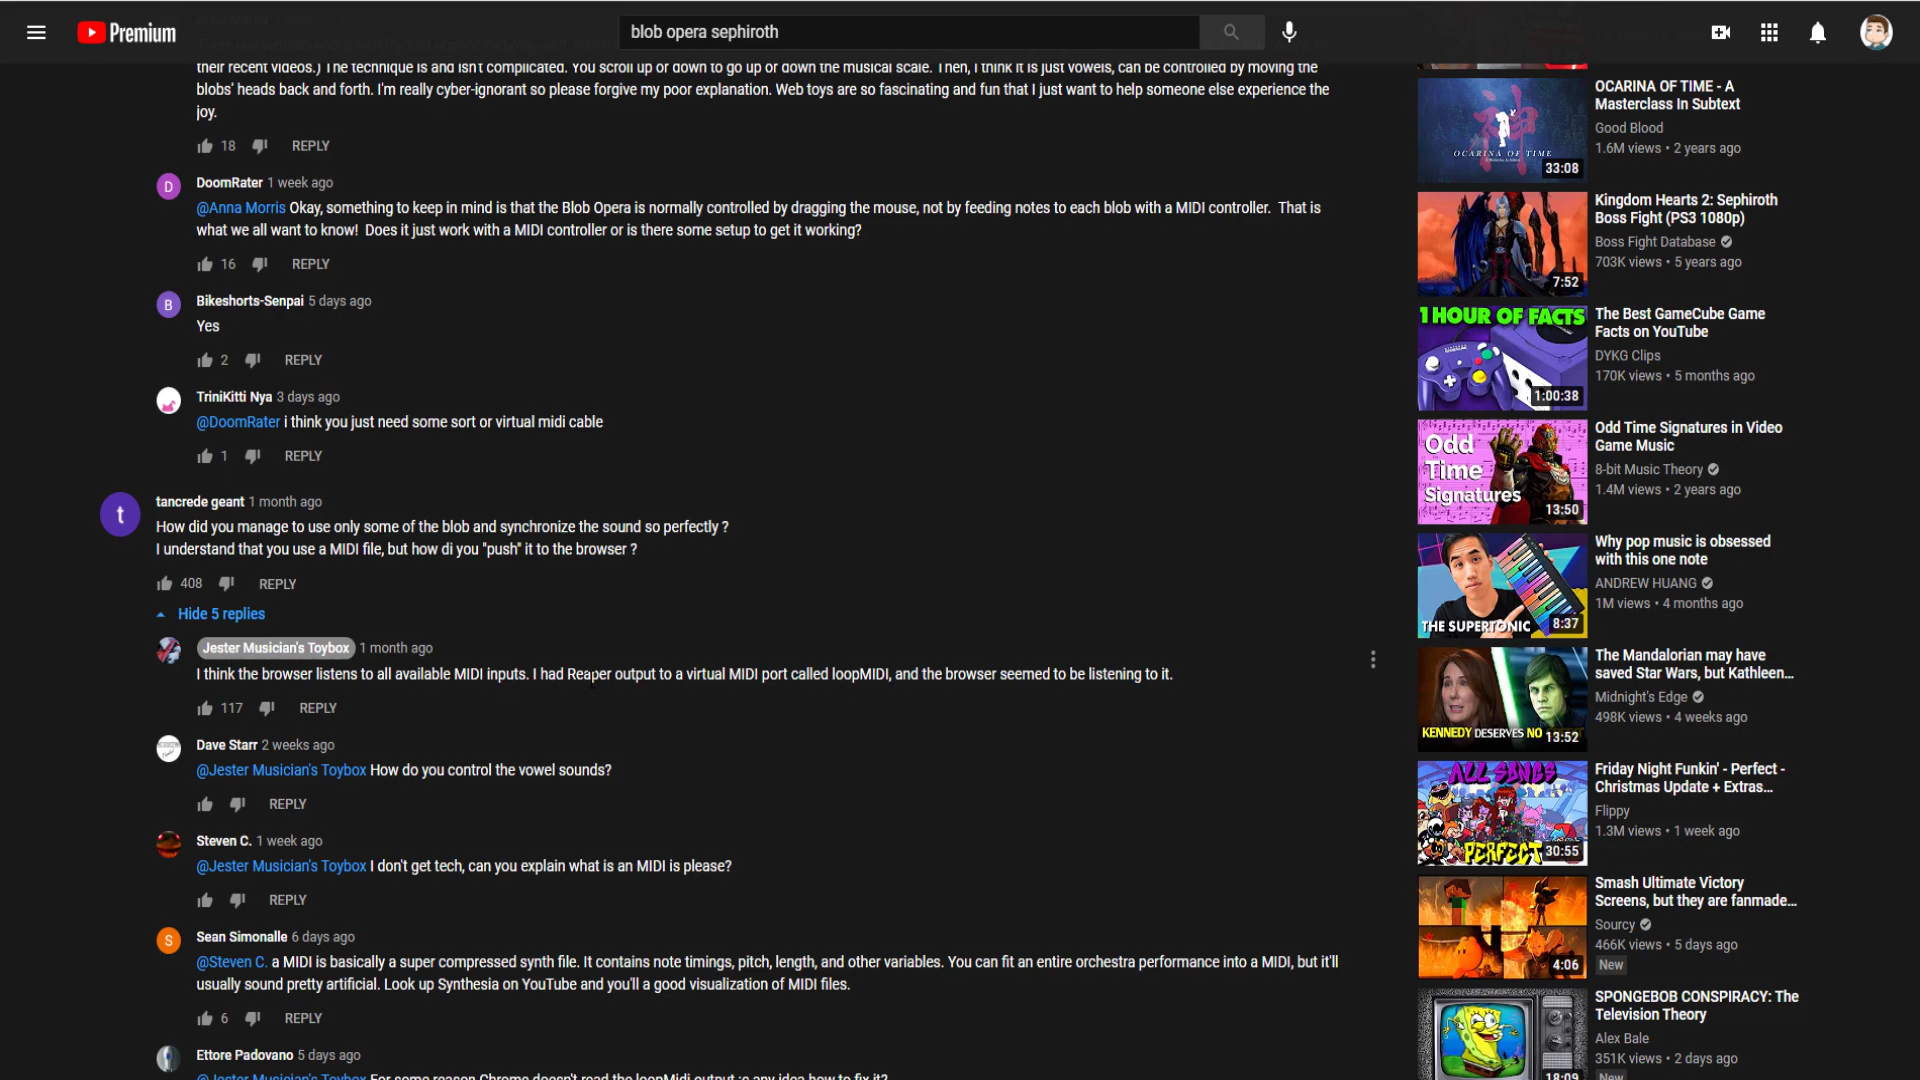 Premium
blob opera sephiroth
their recent videos.) The technique is and isn't complicated. You scroll up or down to go up or down the musical scale. Then, I think it is just vowels, can be controlled by moving the
blobs' heads back and forth. I'm really cyber-ignorant so please forgive my poor explanation. Web toys are so fascinating and fun that I just want to help someone else experience the
joy.
18 REPLY
D
DoomRater 1 week ago
@Anna Morris Okay, something to keep in mind is that the Blob Opera is normally controlled by dragging the mouse, not by feeding notes to each blob with a MIDI controller.  That is
what we all want to know!  Does it just work with a MIDI controller or is there some setup to get it working?
16 REPLY
B
Bikeshorts-Senpai 5 days ago
Yes
2 REPLY
TriniKitti Nya 3 days ago
@DoomRater i think you just need some sort or virtual midi cable
1 REPLY
t
tancrede geant 1 month ago
How did you manage to use only some of the blob and synchronize the sound so perfectly ?
I understand that you use a MIDI file, but how di you "push" it to the browser ?
408 REPLY
Hide 5 replies
Jester Musician's Toybox 1 month ago
I think the browser listens to all available MIDI inputs. I had Reaper output to a virtual MIDI port called loopMIDI, and the browser seemed to be listening to it.
117 REPLY
Dave Starr 2 weeks ago
@Jester Musician's Toybox How do you control the vowel sounds?
REPLY
Steven C. 1 week ago
@Jester Musician's Toybox I don't get tech, can you explain what is an MIDI is please?
REPLY
S
Sean Simonalle 6 days ago
@Steven C. a MIDI is basically a super compressed synth file. It contains note timings, pitch, length, and other variables. You can fit an entire orchestra performance into a MIDI, but it'll
usually sound pretty artificial. Look up Synthesia on YouTube and you'll a good visualization of MIDI files.
6 REPLY
Ettore Padovano 5 days ago
@Jester Musician's Toybox For some reason Chrome doesn't read the loopMidi output :c any idea how to fix it?
神
OCARINA OF TIME
33:08
OCARINA OF TIME - A
Masterclass In Subtext
Good Blood
1.6M views • 2 years ago
7:52
Kingdom Hearts 2: Sephiroth
Boss Fight (PS3 1080p)
Boss Fight Database
703K views • 5 years ago
1 HOUR OF FACTS
1:00:38
The Best GameCube Game
Facts on YouTube
DYKG Clips
170K views • 5 months ago
Odd
Time
Signatures
13:50
Odd Time Signatures in Video
Game Music
8-bit Music Theory
1.4M views • 2 years ago
THE SUPERTONIC
8:37
Why pop music is obsessed
with this one note
ANDREW HUANG
1M views • 4 months ago
KENNEDY DESERVES NO
13:52
The Mandalorian may have
saved Star Wars, but Kathleen...
Midnight's Edge
498K views • 4 weeks ago
ALL SONGS
PERFECT
30:55
Friday Night Funkin' - Perfect -
Christmas Update + Extras...
Flippy
1.3M views • 1 week ago
4:06
Smash Ultimate Victory
Screens, but they are fanmade...
Sourcy
466K views • 5 days ago
New
18:09
SPONGEBOB CONSPIRACY: The
Television Theory
Alex Bale
351K views • 2 days ago
New